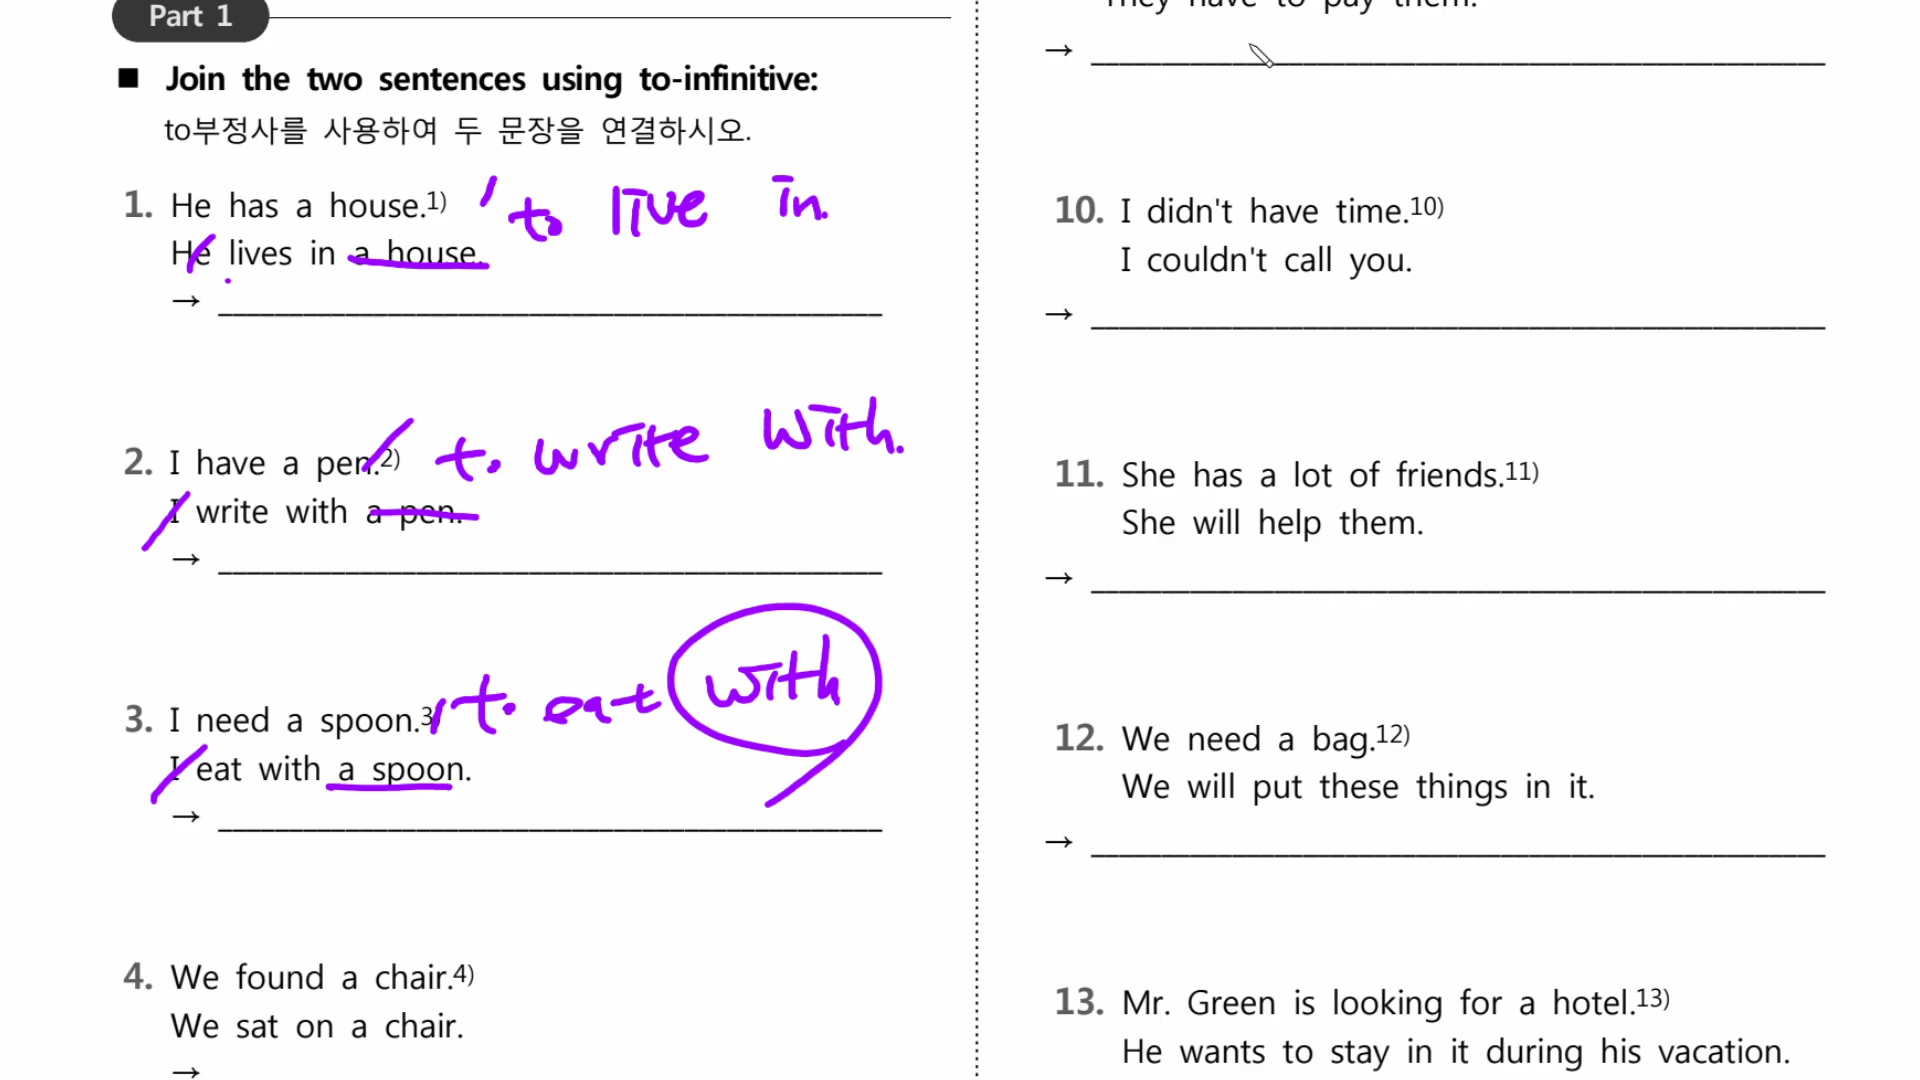 Part 1
■ Join the two sentences using to-infinitive:
to부정사를 사용하여 두 문장을 연결하시오.
1. He has a house.1) to live in.
He lives in a house.
→
2. I have a pen.2) to write with.
I write with a pen.
→
3. I need a spoon.3) to eat with
I eat with a spoon.
→
4. We found a chair.4)
We sat on a chair.
→
They have to pay them.
→
10. I didn't have time.10)
I couldn't call you.
→
11. She has a lot of friends.11)
She will help them.
→
12. We need a bag.12)
We will put these things in it.
→
13. Mr. Green is looking for a hotel.13)
He wants to stay in it during his vacation.